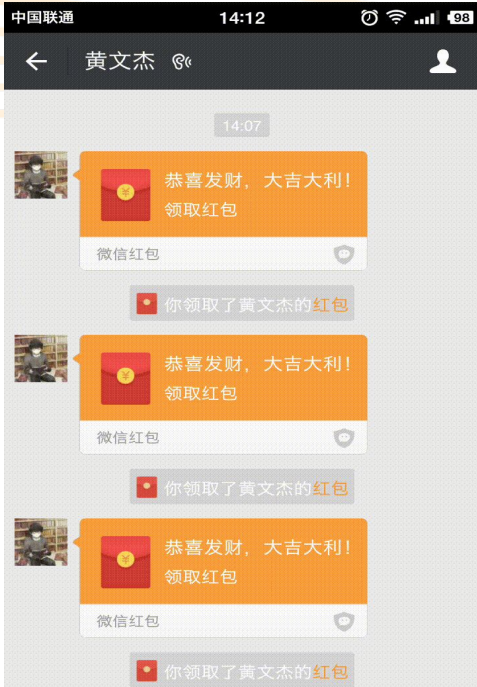 中国联通 14:12 98
黄文杰
14:07
恭喜发财，大吉大利！
领取红包
微信红包
你领取了黄文杰的红包
恭喜发财，大吉大利！
领取红包
微信红包
你领取了黄文杰的红包
恭喜发财，大吉大利！
领取红包
微信红包
你领取了黄文杰的红包